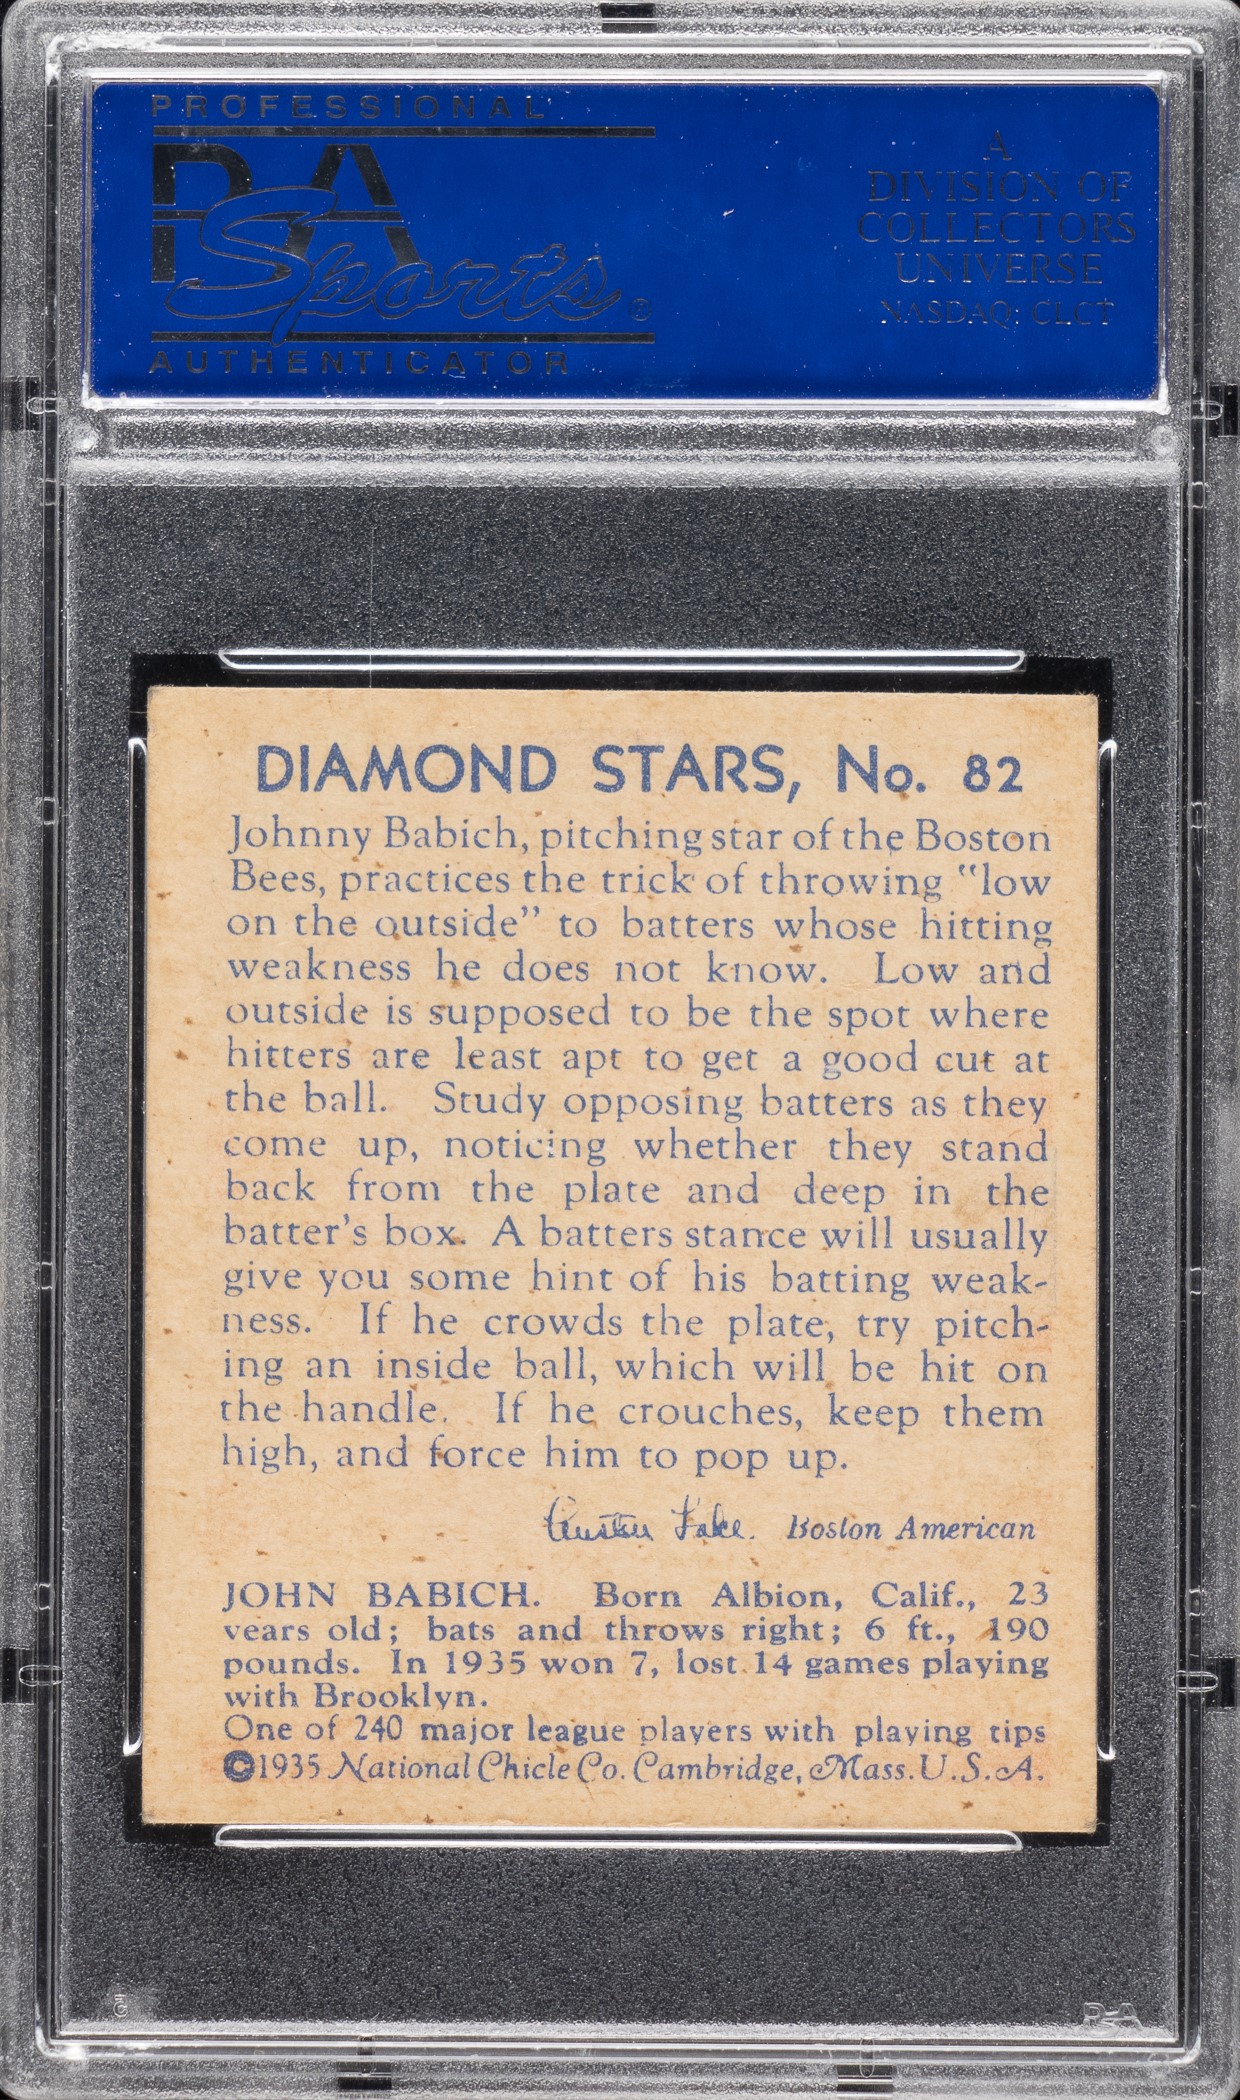 PROFESSIONAL
PSA
Sports®
AUTHENTICATOR
A
DIVISION OF
COLLECTORS
UNIVERSE
NASDAQ: CLCT
DIAMOND STARS, No. 82
Johnny Babich, pitching star of the Boston
Bees, practices the trick of throwing "low
on the outside" to batters whose hitting
weakness he does not know. Low and
outside is supposed to be the spot where
hitters are least apt to get a good cut at
the ball. Study opposing batters as they
come up, noticing whether they stand
back from the plate and deep in the
batter's box. A batters stance will usually
give you some hint of his batting weak-
ness. If he crowds the plate, try pitch-
ing an inside ball, which will be hit on
the handle. If he crouches, keep them
high, and force him to pop up.
Austen Lake. Boston American
JOHN BABICH. Born Albion, Calif., 23
years old; bats and throws right; 6 ft., 190
pounds. In 1935 won 7, lost 14 games playing
with Brooklyn.
One of 240 major league players with playing tips
©1935 National Chicle Co. Cambridge, Mass. U.S.A.
PSA